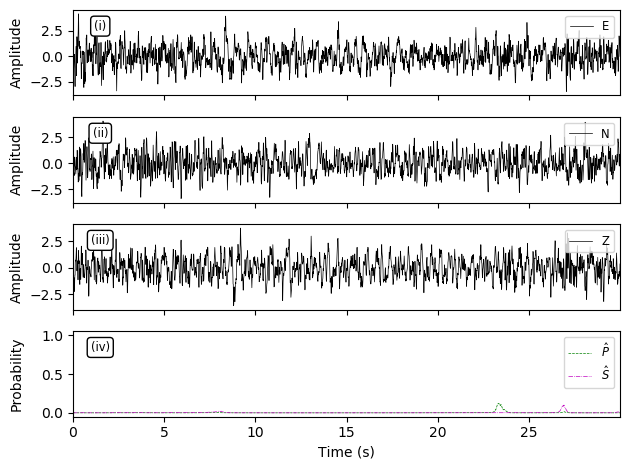 (i)
E
Amplitude
2.5
0.0
−2.5
(ii)
N
Amplitude
2.5
0.0
−2.5
(iii)
Z
Amplitude
2.5
0.0
−2.5
(iv)
P̂
Ŝ
Probability
1.0
0.5
0.0
0 5 10 15 20 25
Time (s)